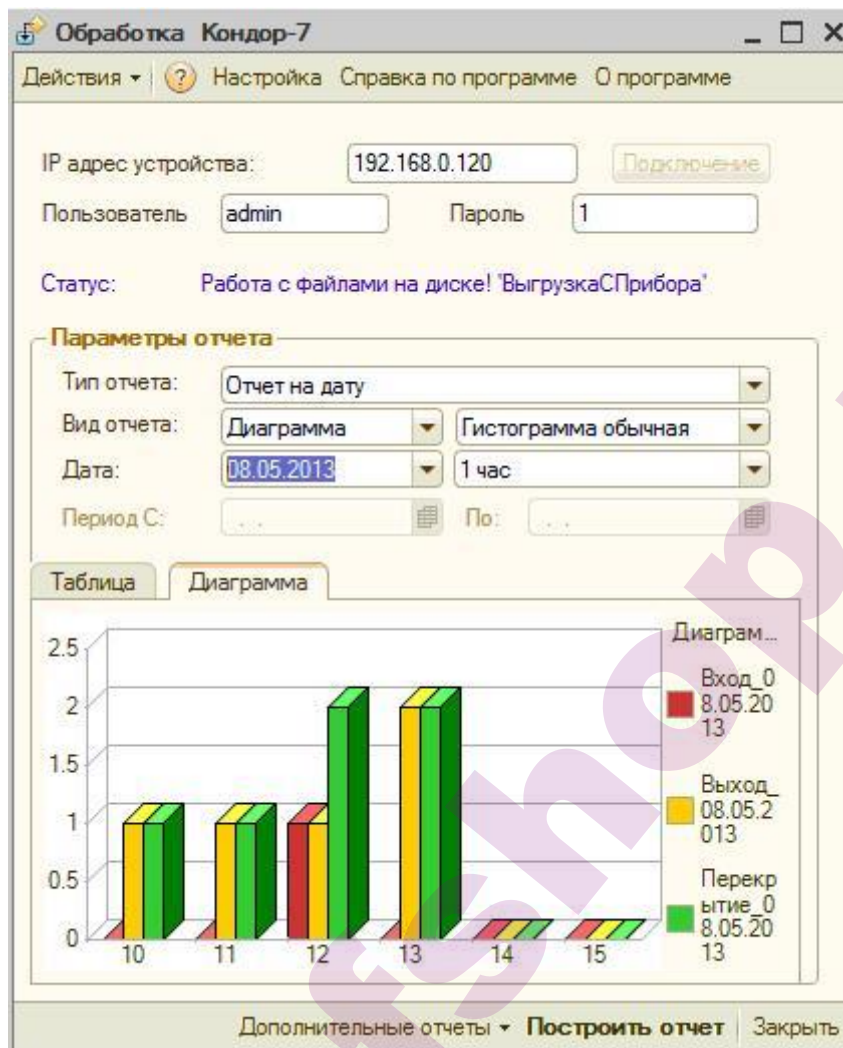 Обработка Кондор-7
Действия Настройка Справка по программе О программе
IP адрес устройства: 192.168.0.120 Подключение
Пользователь admin Пароль 1
Статус: Работа с файлами на диске! "ВыгрузкаСПрибора"
Параметры отчета
Тип отчета: Отчет на дату
Вид отчета: Диаграмма Гистограмма обычная
Дата: 08.05.2013 1 час
Период С: . . По: . .
Таблица Диаграмма
2.5
2
1.5
1
0.5
0
10 11 12 13 14 15
Диаграм...
Вход_0
8.05.20
13
Выход_
08.05.2
013
Перекр
ытие_0
8.05.20
13
Дополнительные отчеты Построить отчет Закрыть
fshop